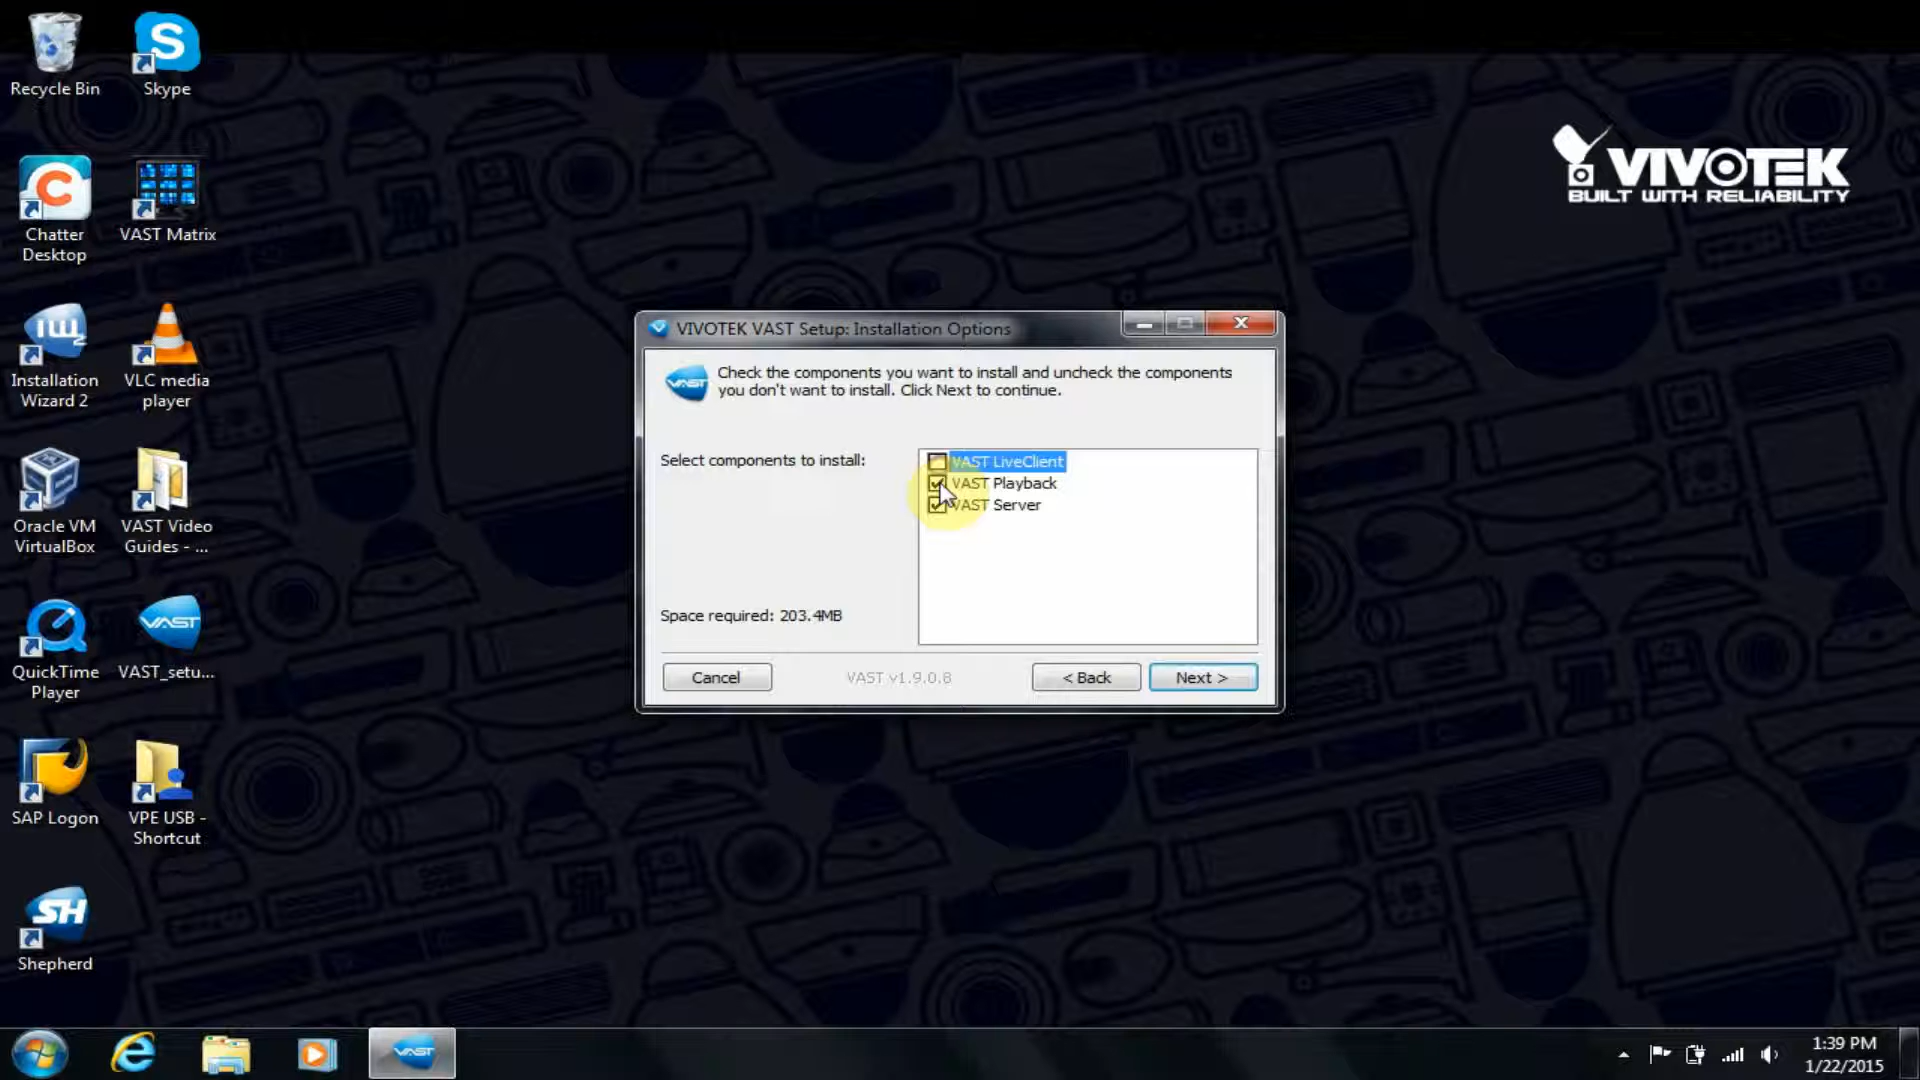 Recycle Bin
Skype
Chatter
Desktop
VAST Matrix
Installation
Wizard 2
VLC media
player
Oracle VM
VirtualBox
VAST Video
Guides - ...
QuickTime
Player
VAST
VAST_setu...
SAP Logon
VPE USB -
Shortcut
SH
Shepherd
VIVOTEK
BUILT WITH RELIABILITY
VIVOTEK VAST Setup: Installation Options
VAST
Check the components you want to install and uncheck the components
you don't want to install. Click Next to continue.
Select components to install:
VAST LiveClient
VAST Playback
VAST Server
Space required: 203.4MB
Cancel
VAST v1.9.0.8
< Back
Next >
VAST
1:39 PM
1/22/2015